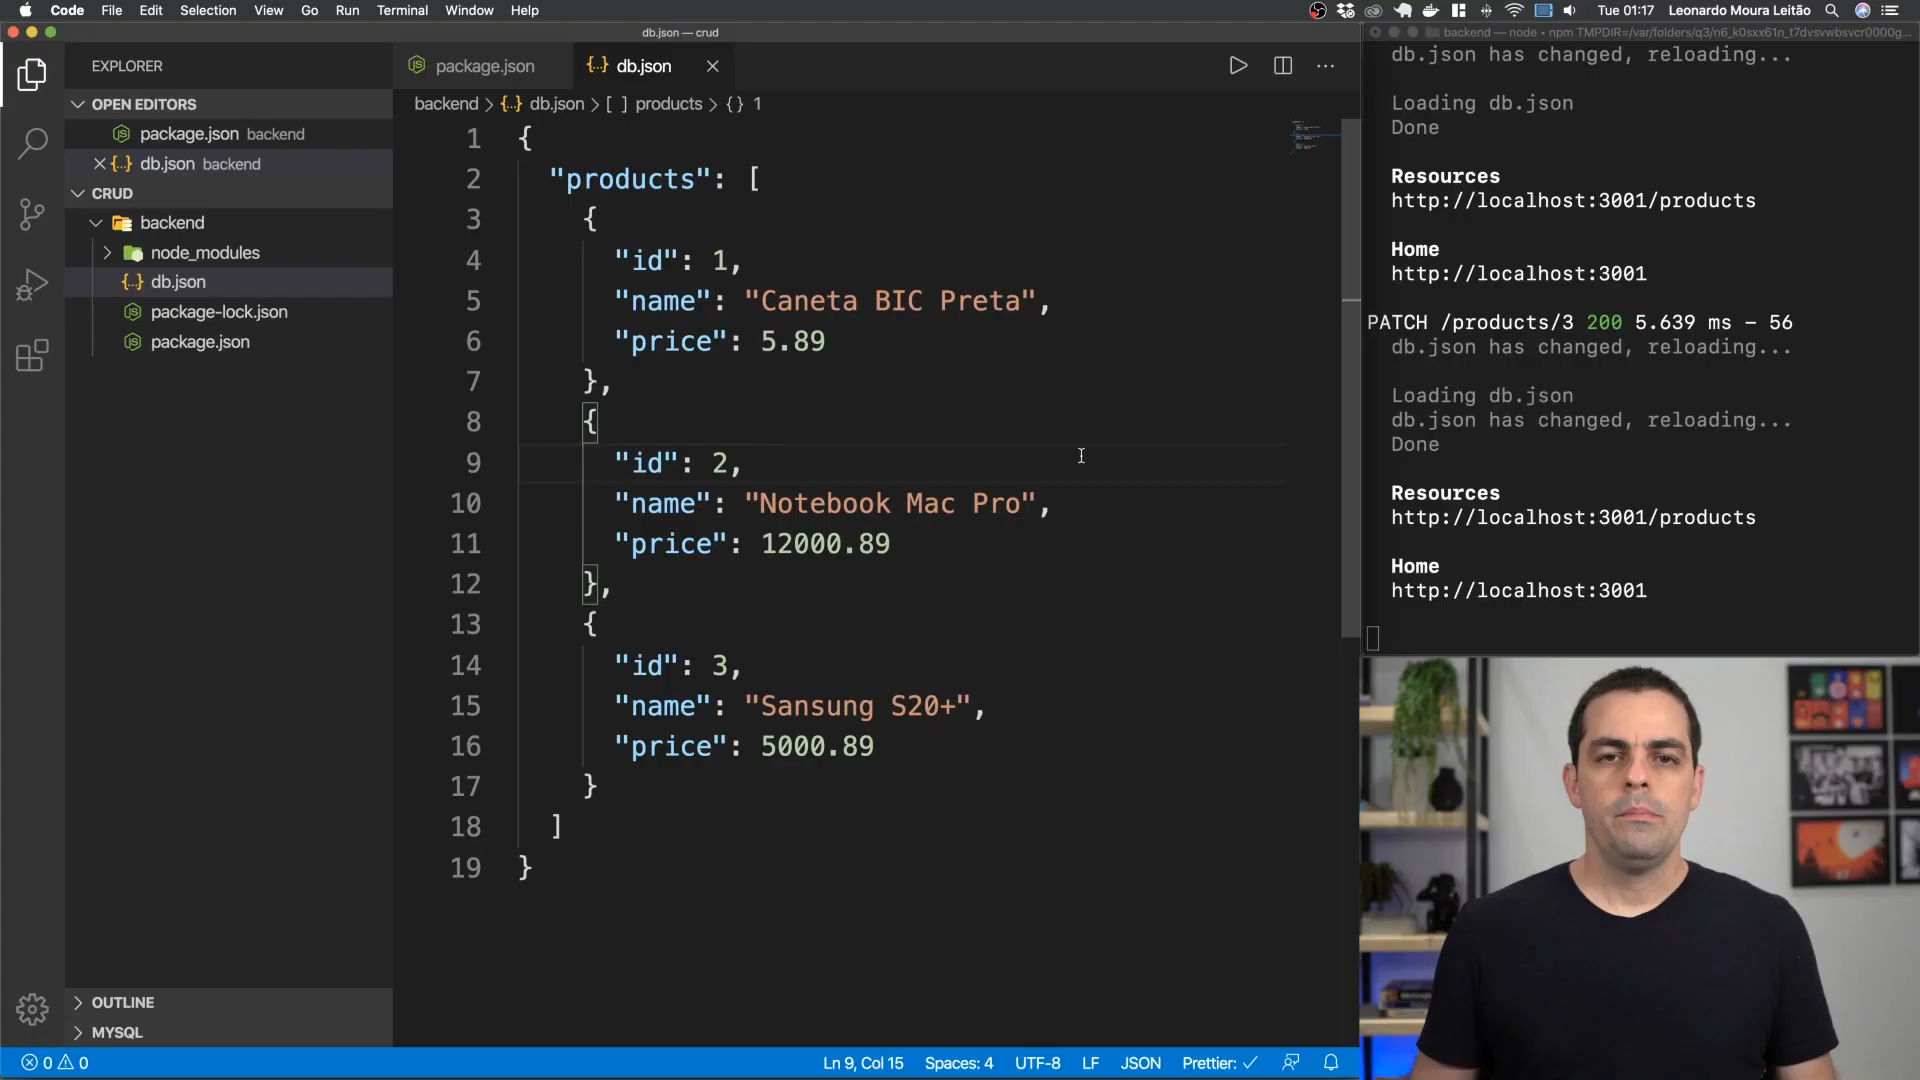 Code File Edit Selection View Go Run Terminal Window Help Tue 01:17 Leonardo Moura Leitão
db.json — crud
backend — node • npm TMPDIR=/var/folders/q3/n6_k0sxx61n_t7dvsvwbsvcr0000g...
EXPLORER
OPEN EDITORS
package.json backend
db.json backend
CRUD
backend
node_modules
db.json
package-lock.json
package.json
OUTLINE
MYSQL
package.json {..} db.json
backend > {..} db.json > [ ] products > {} 1
1 {
2 "products": [
3 {
4 "id": 1,
5 "name": "Caneta BIC Preta",
6 "price": 5.89
7 },
8 {
9 "id": 2,
10 "name": "Notebook Mac Pro",
11 "price": 12000.89
12 },
13 {
14 "id": 3,
15 "name": "Sansung S20+",
16 "price": 5000.89
17 }
18 ]
19 }
db.json has changed, reloading...
Loading db.json
Done
Resources
http://localhost:3001/products
Home
http://localhost:3001
PATCH /products/3 200 5.639 ms - 56
db.json has changed, reloading...
Loading db.json
db.json has changed, reloading...
Done
Resources
http://localhost:3001/products
Home
http://localhost:3001
0 0 Ln 9, Col 15 Spaces: 4 UTF-8 LF JSON Prettier: ✓